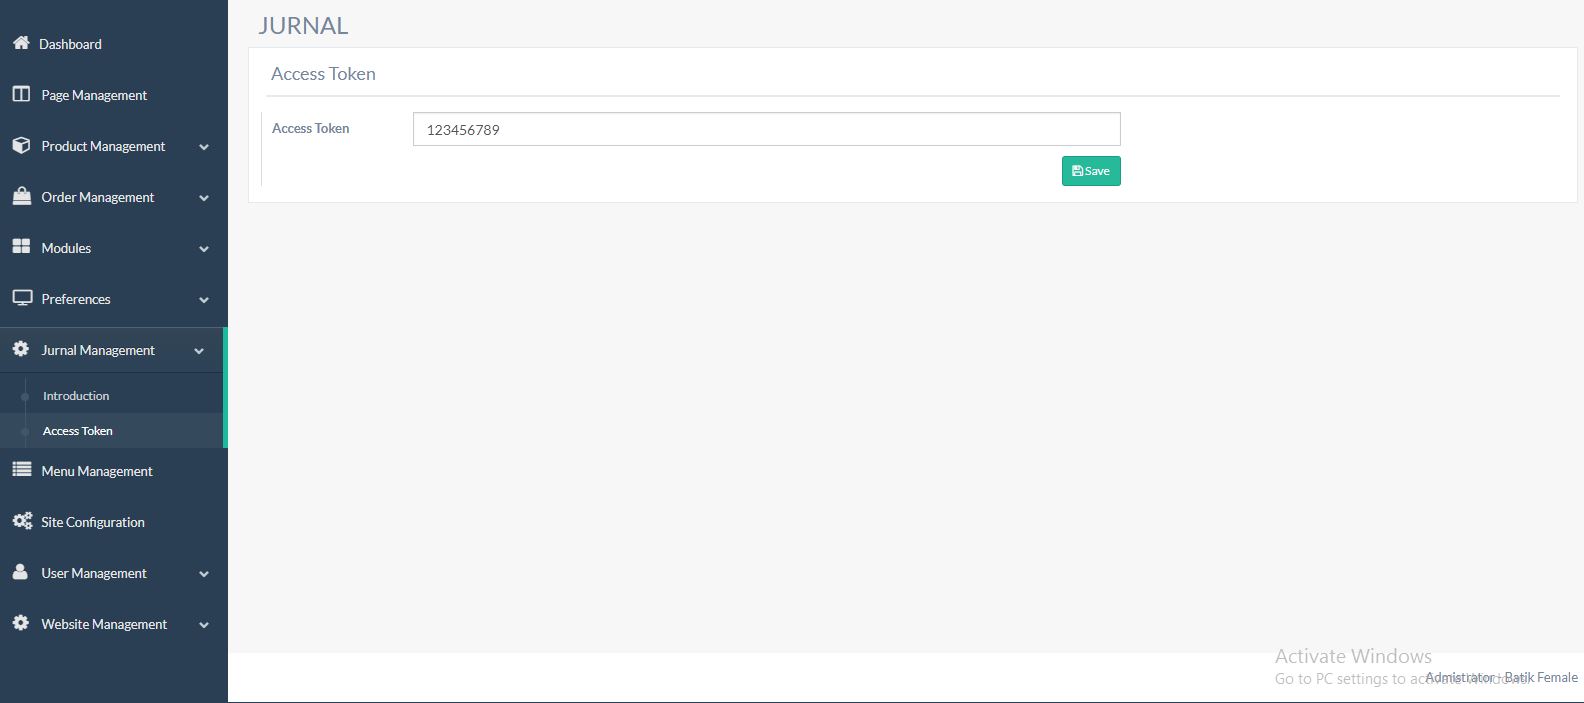 Dashboard
Page Management
Product Management
Order Management
Modules
Preferences
Jurnal Management
Introduction
Access Token
Menu Management
Site Configuration
User Management
Website Management
JURNAL
Access Token
Access Token
123456789
Save
Activate Windows
Go to PC settings to activate Windows.
Admistrator - Batik Female